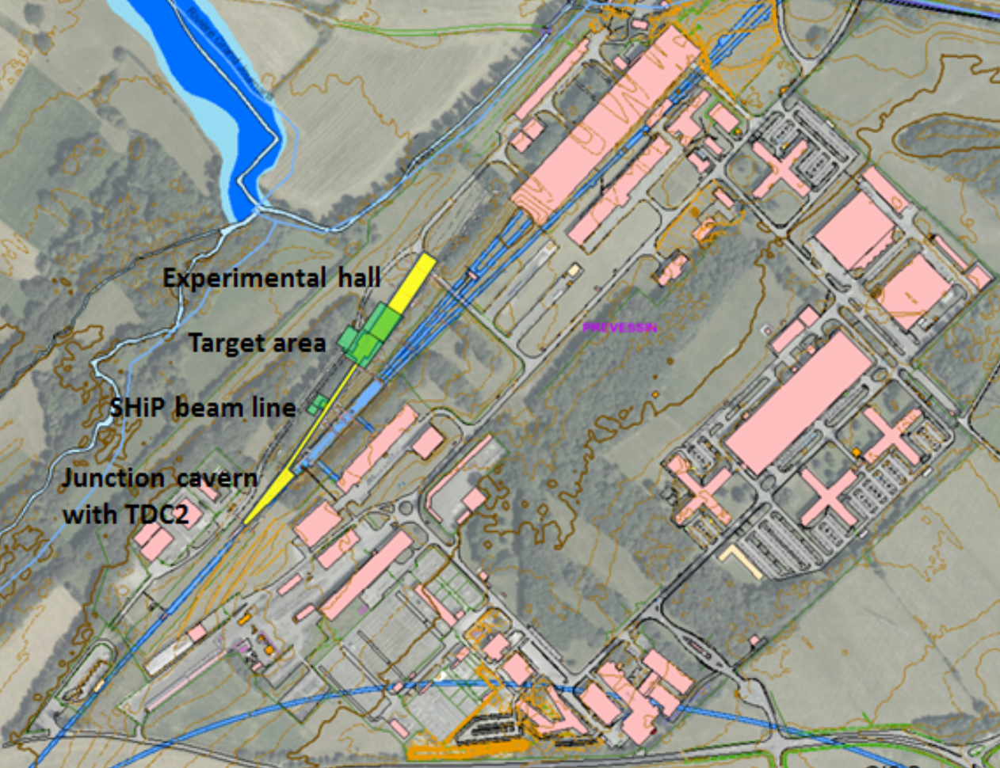 Experimental hall
Target area
PREVESSIN
SHiP beam line
Junction cavern
with TDC2